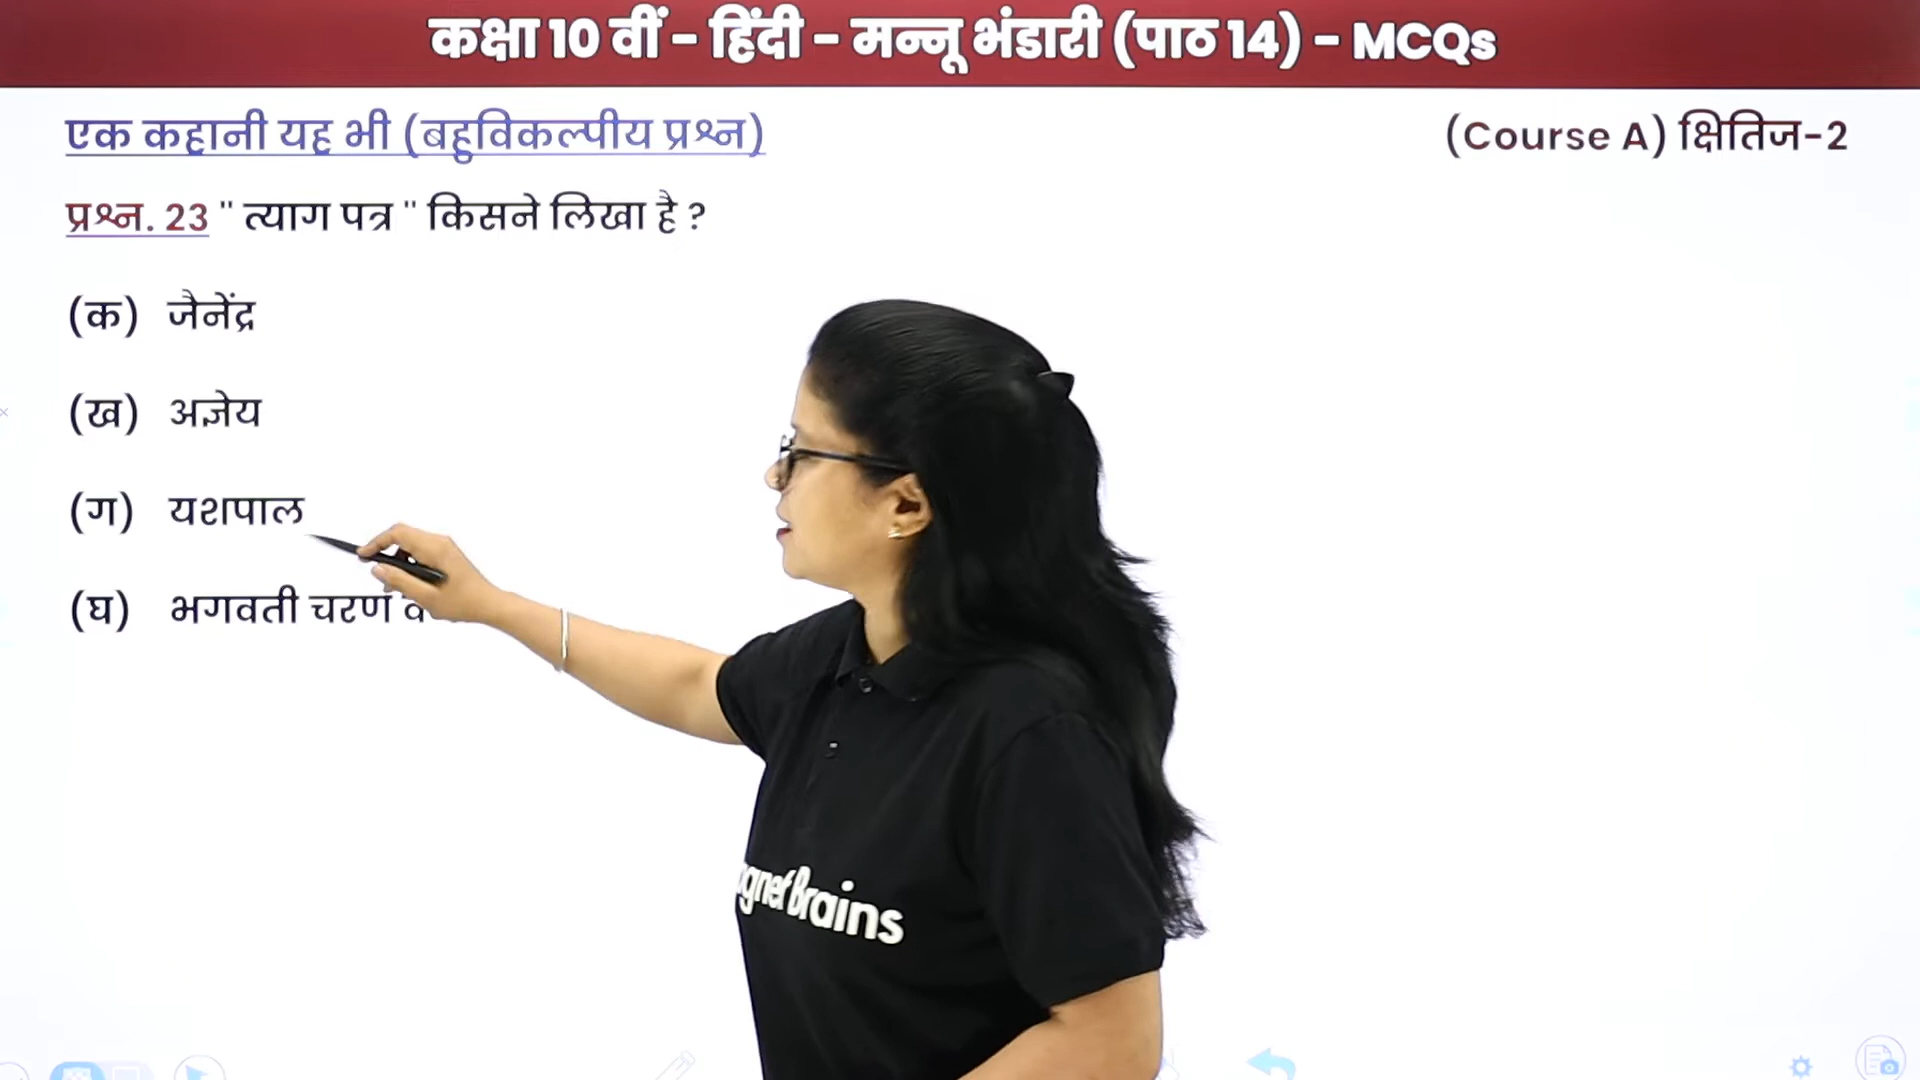 कक्षा 10 वीं - हिंदी - मन्नू भंडारी (पाठ 14) - MCQs
एक कहानी यह भी (बहुविकल्पीय प्रश्न)
(Course A) क्षितिज-2
प्रश्न. 23 " त्याग पत्र " किसने लिखा है ?
(क) जैनेंद्र
(ख) अज्ञेय
(ग) यशपाल
(घ) भगवती चरण
Brains